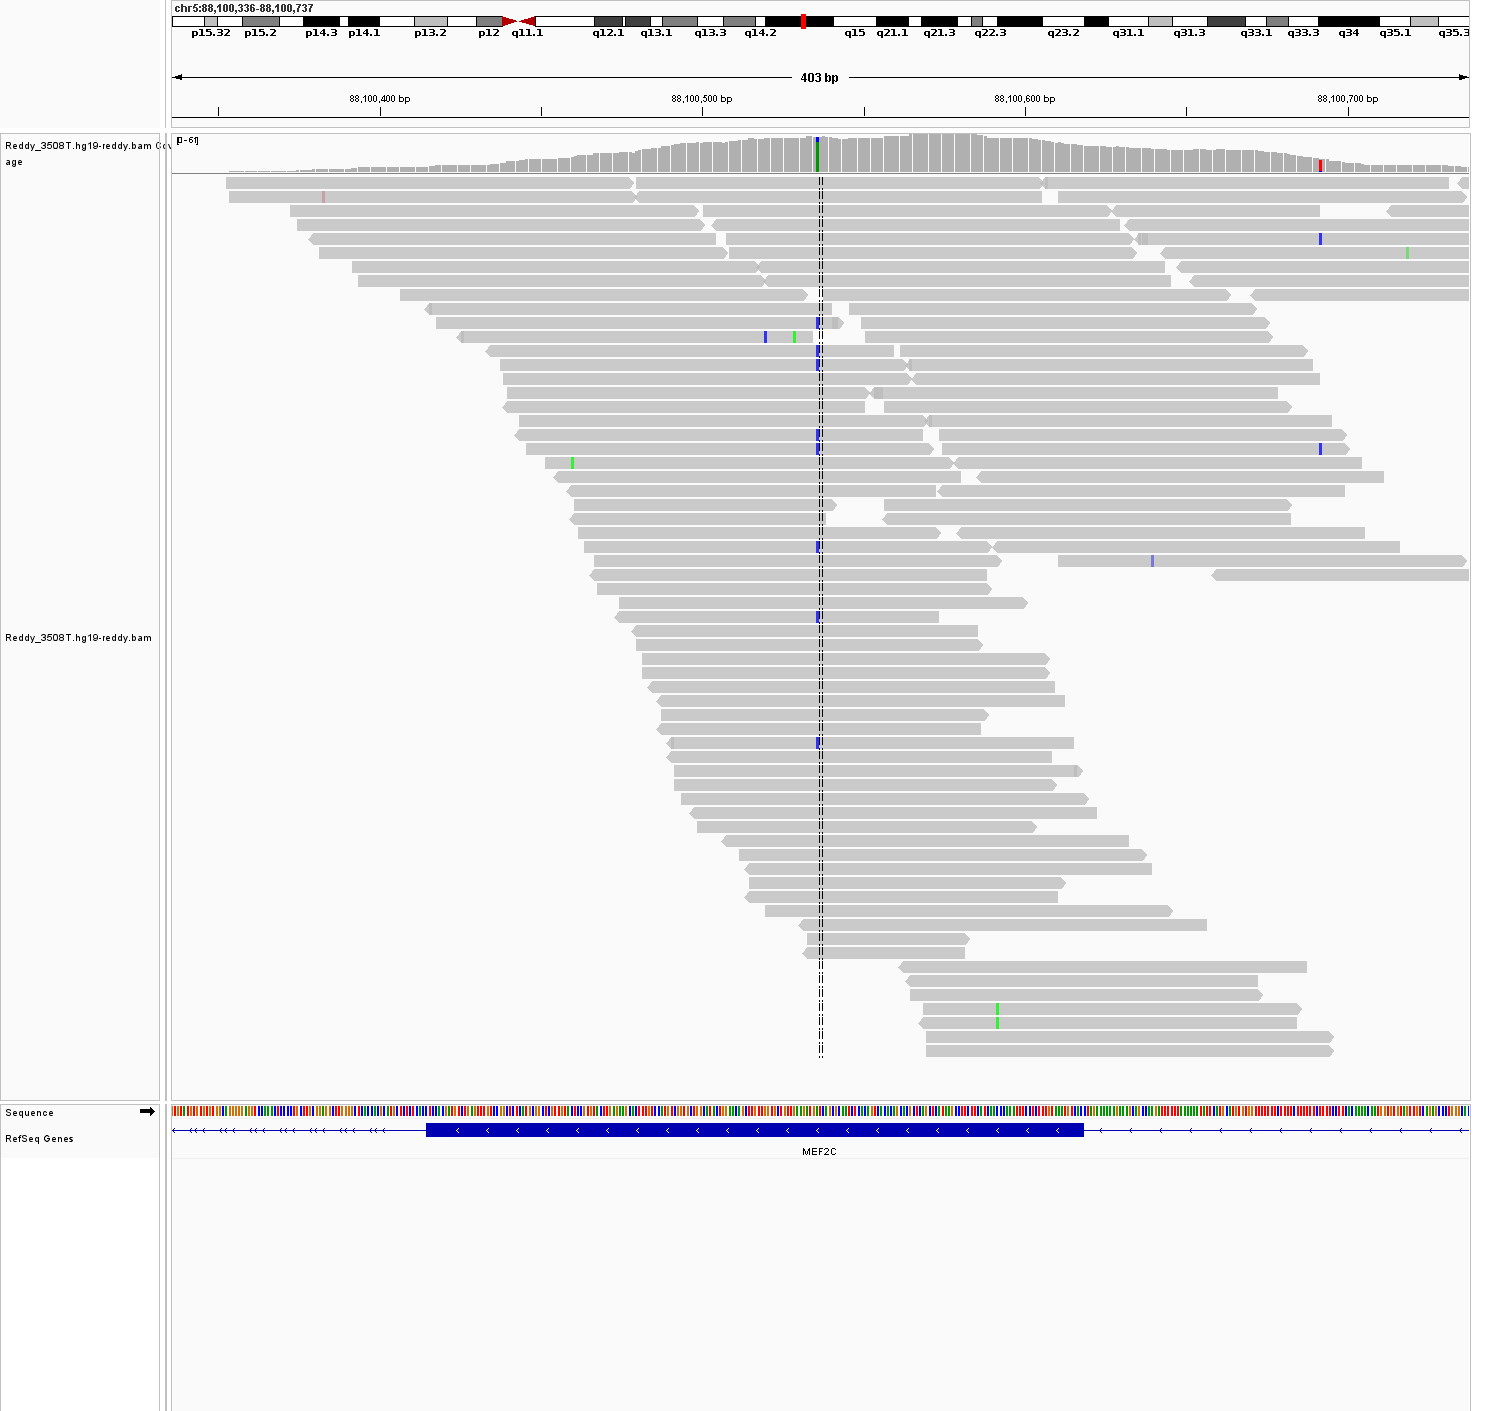 chr5:88,100,336-88,100,737
p15.32 p15.2 p14.3 p14.1 p13.2 p12 q11.1 q12.1 q13.1 q13.3 q14.2 q15 q21.1 q21.3 q22.3 q23.2 q31.1 q31.3 q33.1 q33.3 q34 q35.1 q35.3
403 bp
88,100,400 bp 88,100,500 bp 88,100,600 bp 88,100,700 bp
[0-61]
Reddy_3508T.hg19-reddy.bam Cov
age
Reddy_3508T.hg19-reddy.bam
Sequence
RefSeq Genes
MEF2C